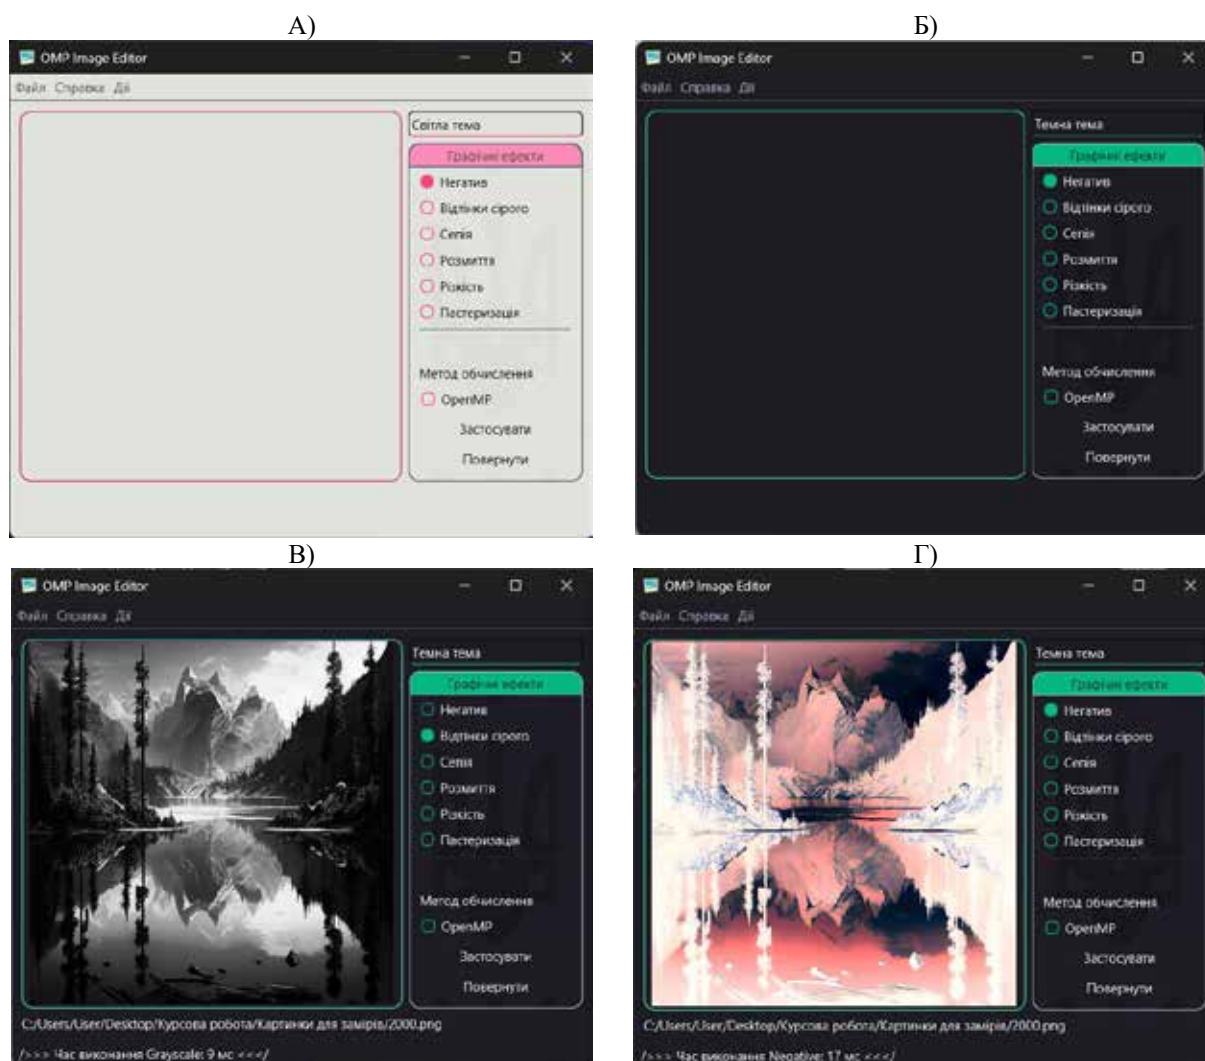 А)
OMP Image Editor
Файл Справка Дії
Світла тема
Графічні ефекти
Негатив
Відтінки сірого
Сепія
Розмиття
Різкість
Пастеризація
Метод обчислення
OpenMP
Застосувати
Повернути
Б)
OMP Image Editor
Файл Справка Дії
Темна тема
Графічні ефекти
Негатив
Відтінки сірого
Сепія
Розмиття
Різкість
Пастеризація
Метод обчислення
OpenMP
Застосувати
Повернути
В)
OMP Image Editor
Файл Справка Дії
Темна тема
Графічні ефекти
Негатив
Відтінки сірого
Сепія
Розмиття
Різкість
Пастеризація
Метод обчислення
OpenMP
Застосувати
Повернути
C:/Users/User/Desktop/Курсова робота/Картинки для замірів/2000.png
/>>> Час виконання Grayscale: 9 мс <<</
Г)
OMP Image Editor
Файл Справка Дії
Темна тема
Графічні ефекти
Негатив
Відтінки сірого
Сепія
Розмиття
Різкість
Пастеризація
Метод обчислення
OpenMP
Застосувати
Повернути
C:/Users/User/Desktop/Курсова робота/Картинки для замірів/2000.png
/>>> Час виконання Negative: 17 мс <<</